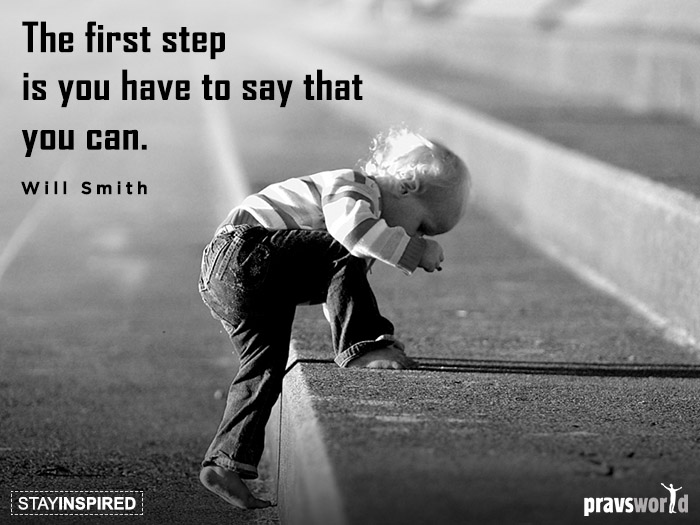 The first step
is you have to say that
you can.
Will Smith
STAYINSPIRED
pravsworld